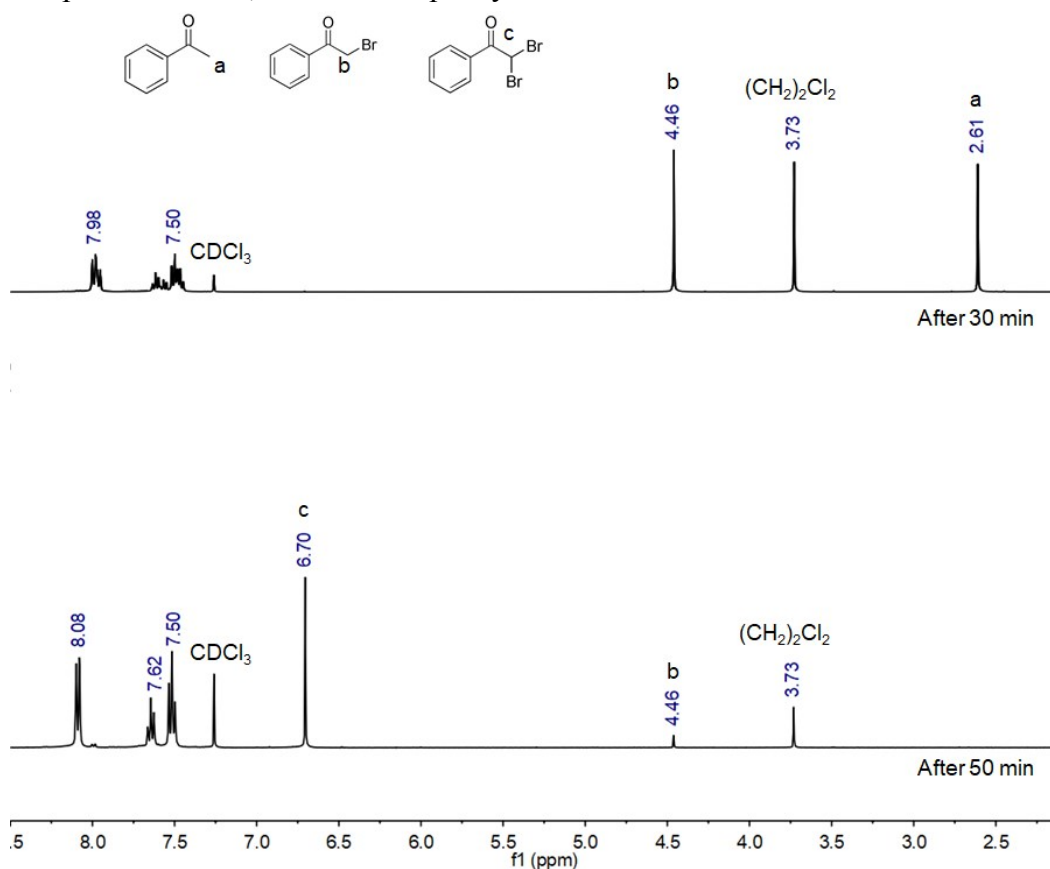 O O O c
Br Br
a b Br
b (CH2)2Cl2 a
4.46 3.73 2.61
7.98 7.50 CDCl3
After 30 min
c
6.70
8.08 7.62 7.50 CDCl3 b 4.46 (CH2)2Cl2 3.73
After 50 min
.5 8.0 7.5 7.0 6.5 6.0 5.5 5.0 4.5 4.0 3.5 3.0 2.5
f1 (ppm)